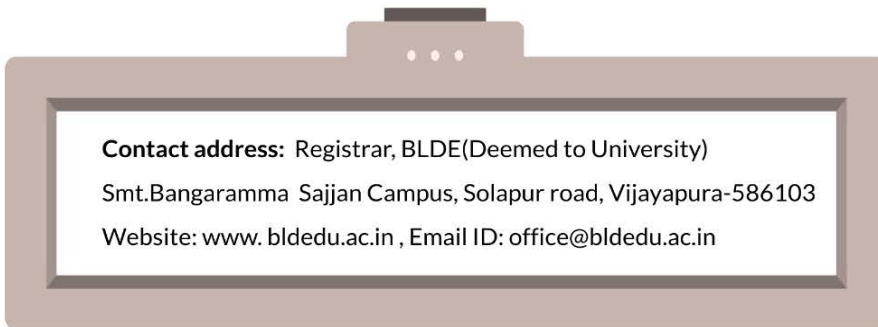 Contact address: Registrar, BLDE(Deemed to University)
Smt.Bangaramma Sajjan Campus, Solapur road, Vijayapura-586103
Website: www. bldedu.ac.in , Email ID: office@bldedu.ac.in